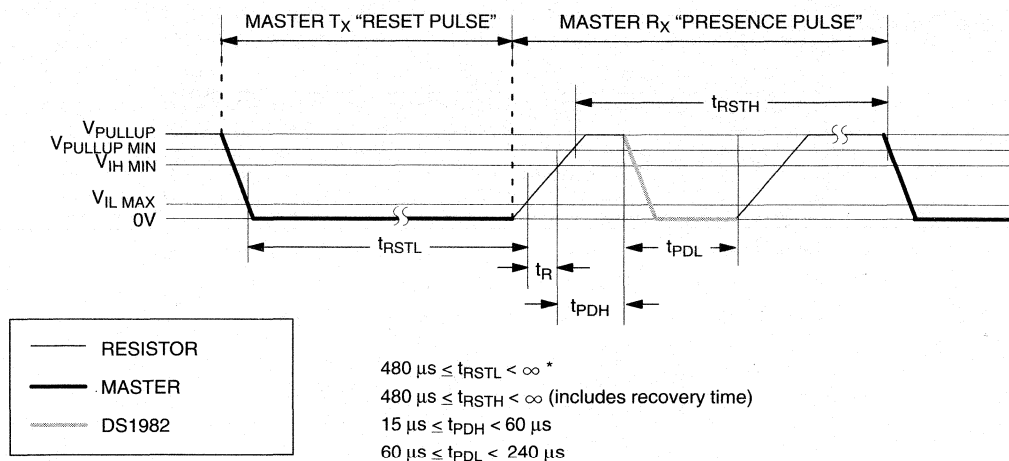 MASTER TX “RESET PULSE” MASTER RX “PRESENCE PULSE”
tRSTH
VPULLUP
VPULLUP MIN
VIH MIN
VIL MAX
0V
tRSTL
tPDL
tR
tPDH
RESISTOR
MASTER
DS1982
480 μs ≤ tRSTL < ∞ *
480 μs ≤ tRSTH < ∞ (includes recovery time)
15 μs ≤ tPDH < 60 μs
60 μs ≤ tPDL < 240 μs